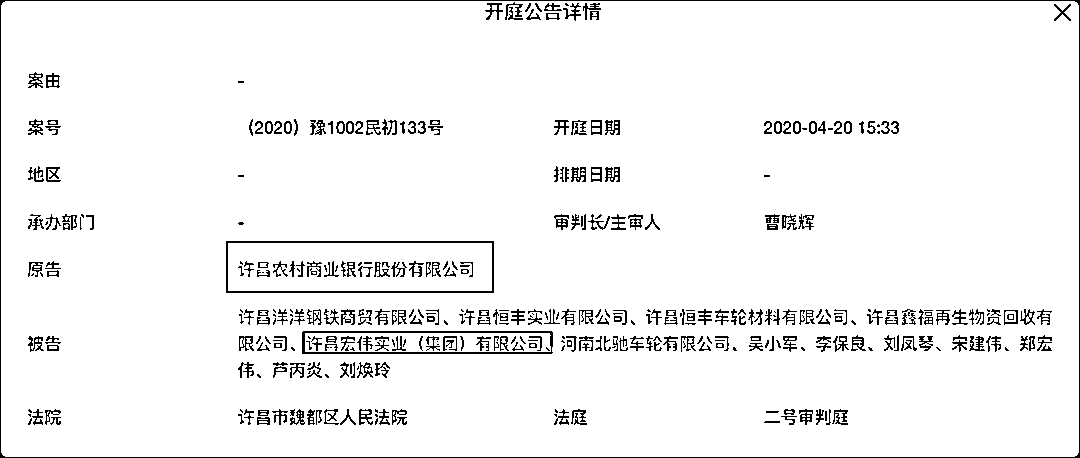 开庭公告详情
案由 -
案号 （2020）豫1002民初133号 开庭日期 2020-04-20 15:33
地区 - 排期日期 -
承办部门 - 审判长/主审人 曹晓辉
原告 许昌农村商业银行股份有限公司
许昌洋洋钢铁商贸有限公司、许昌恒丰实业有限公司、许昌恒丰车轮材料有限公司、许昌鑫福再生物资回收有
被告 限公司、许昌宏伟实业（集团）有限公司、河南北驰车轮有限公司、吴小军、李保良、刘凤琴、宋建伟、郑宏
伟、芦丙炎、刘焕玲
法院 许昌市魏都区人民法院 法庭 二号审判庭